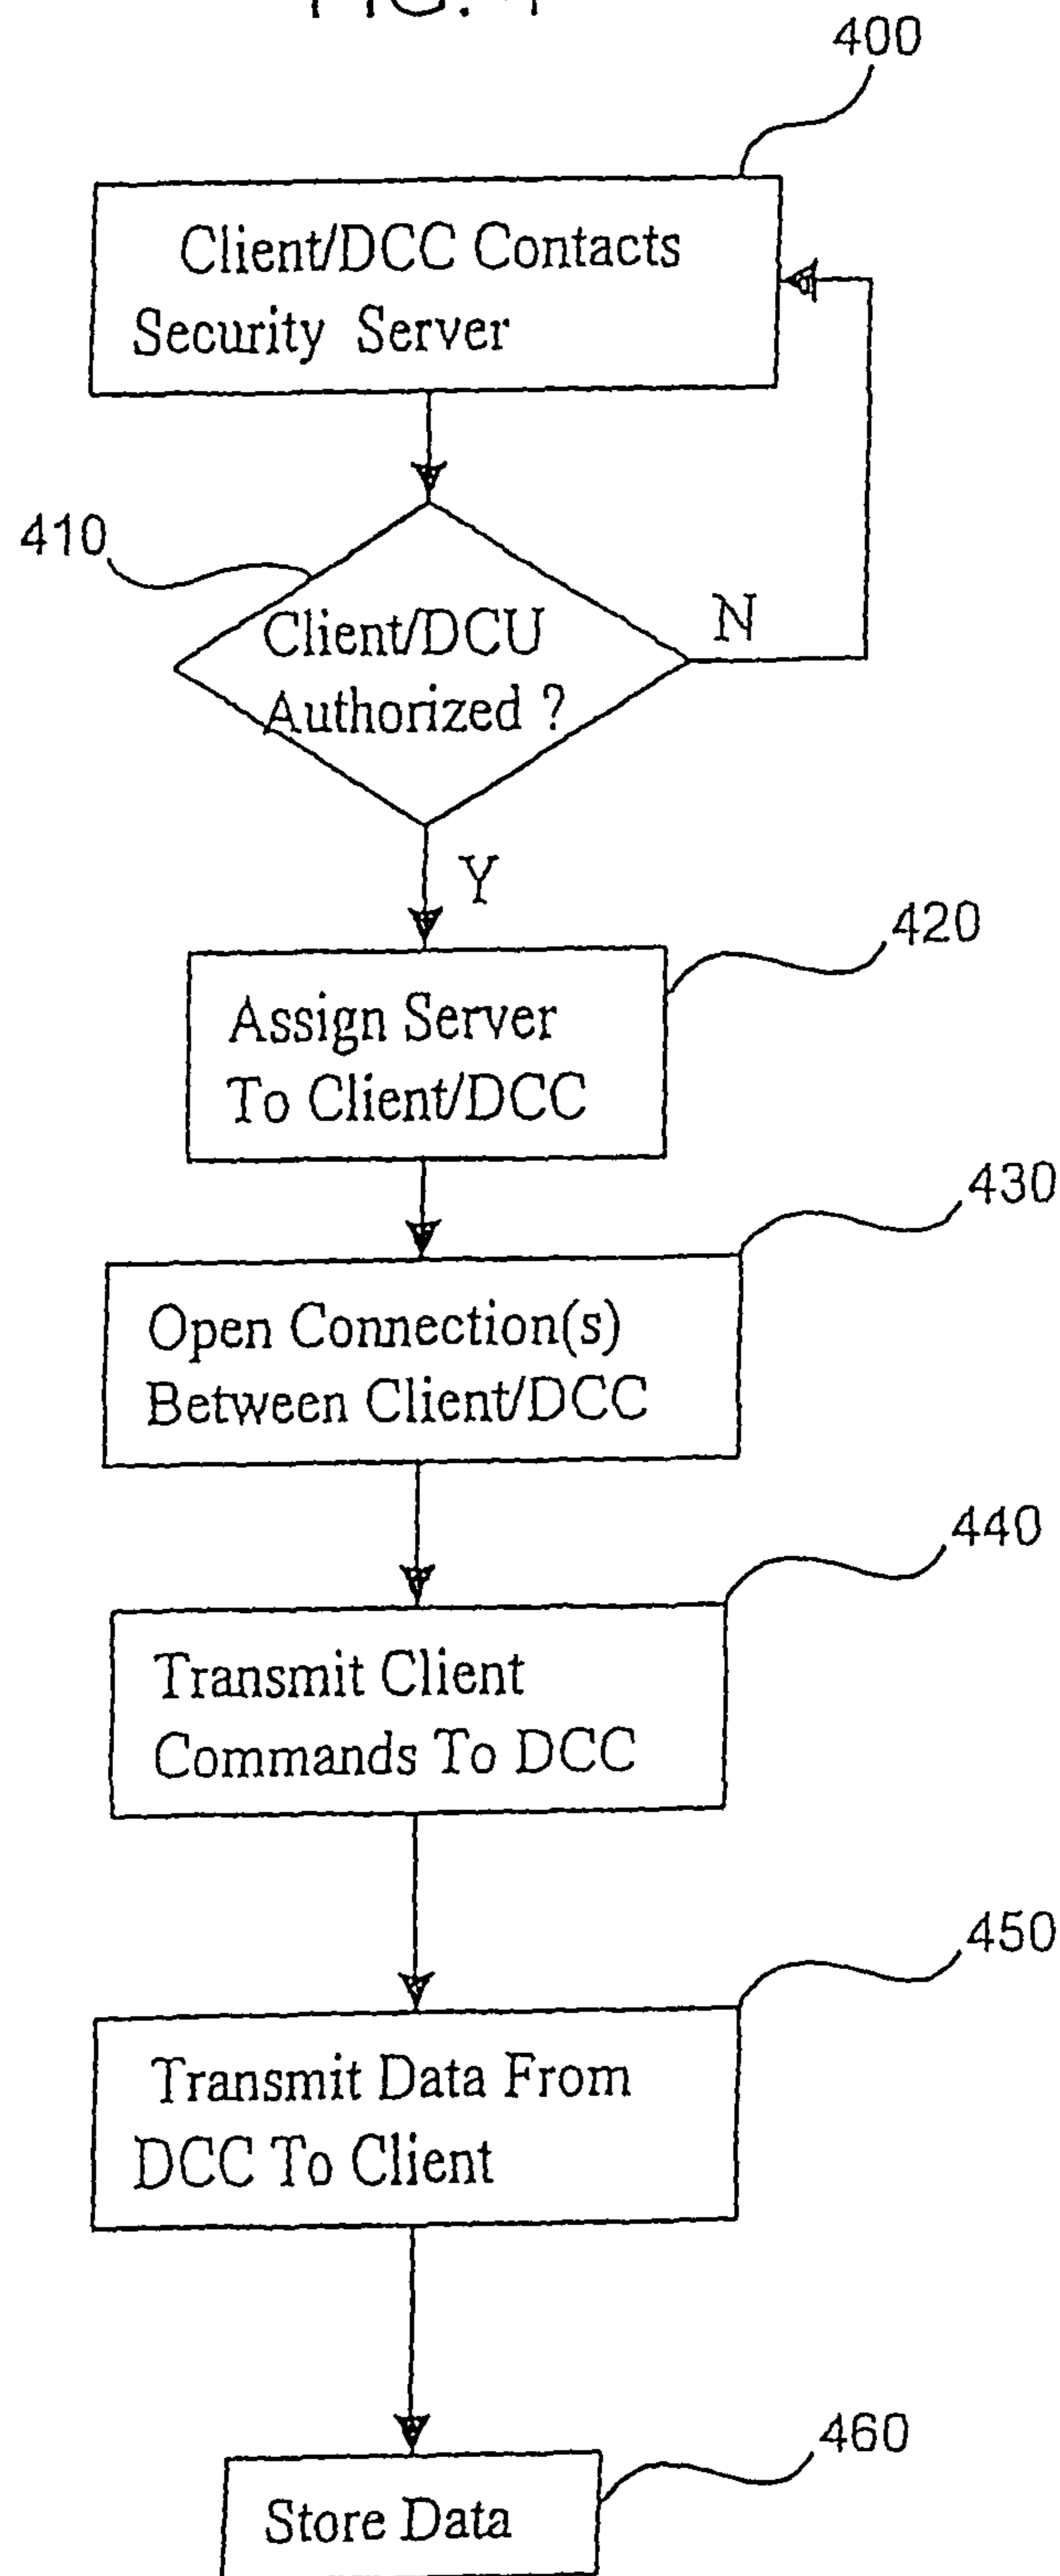 FIG. 4
400
Client/DCC Contacts
Security Server
410
Client/DCU
Authorized ?
N
Y
420
Assign Server
To Client/DCC
430
Open Connection(s)
Between Client/DCC
440
Transmit Client
Commands To DCC
450
Transmit Data From
DCC To Client
460
Store Data